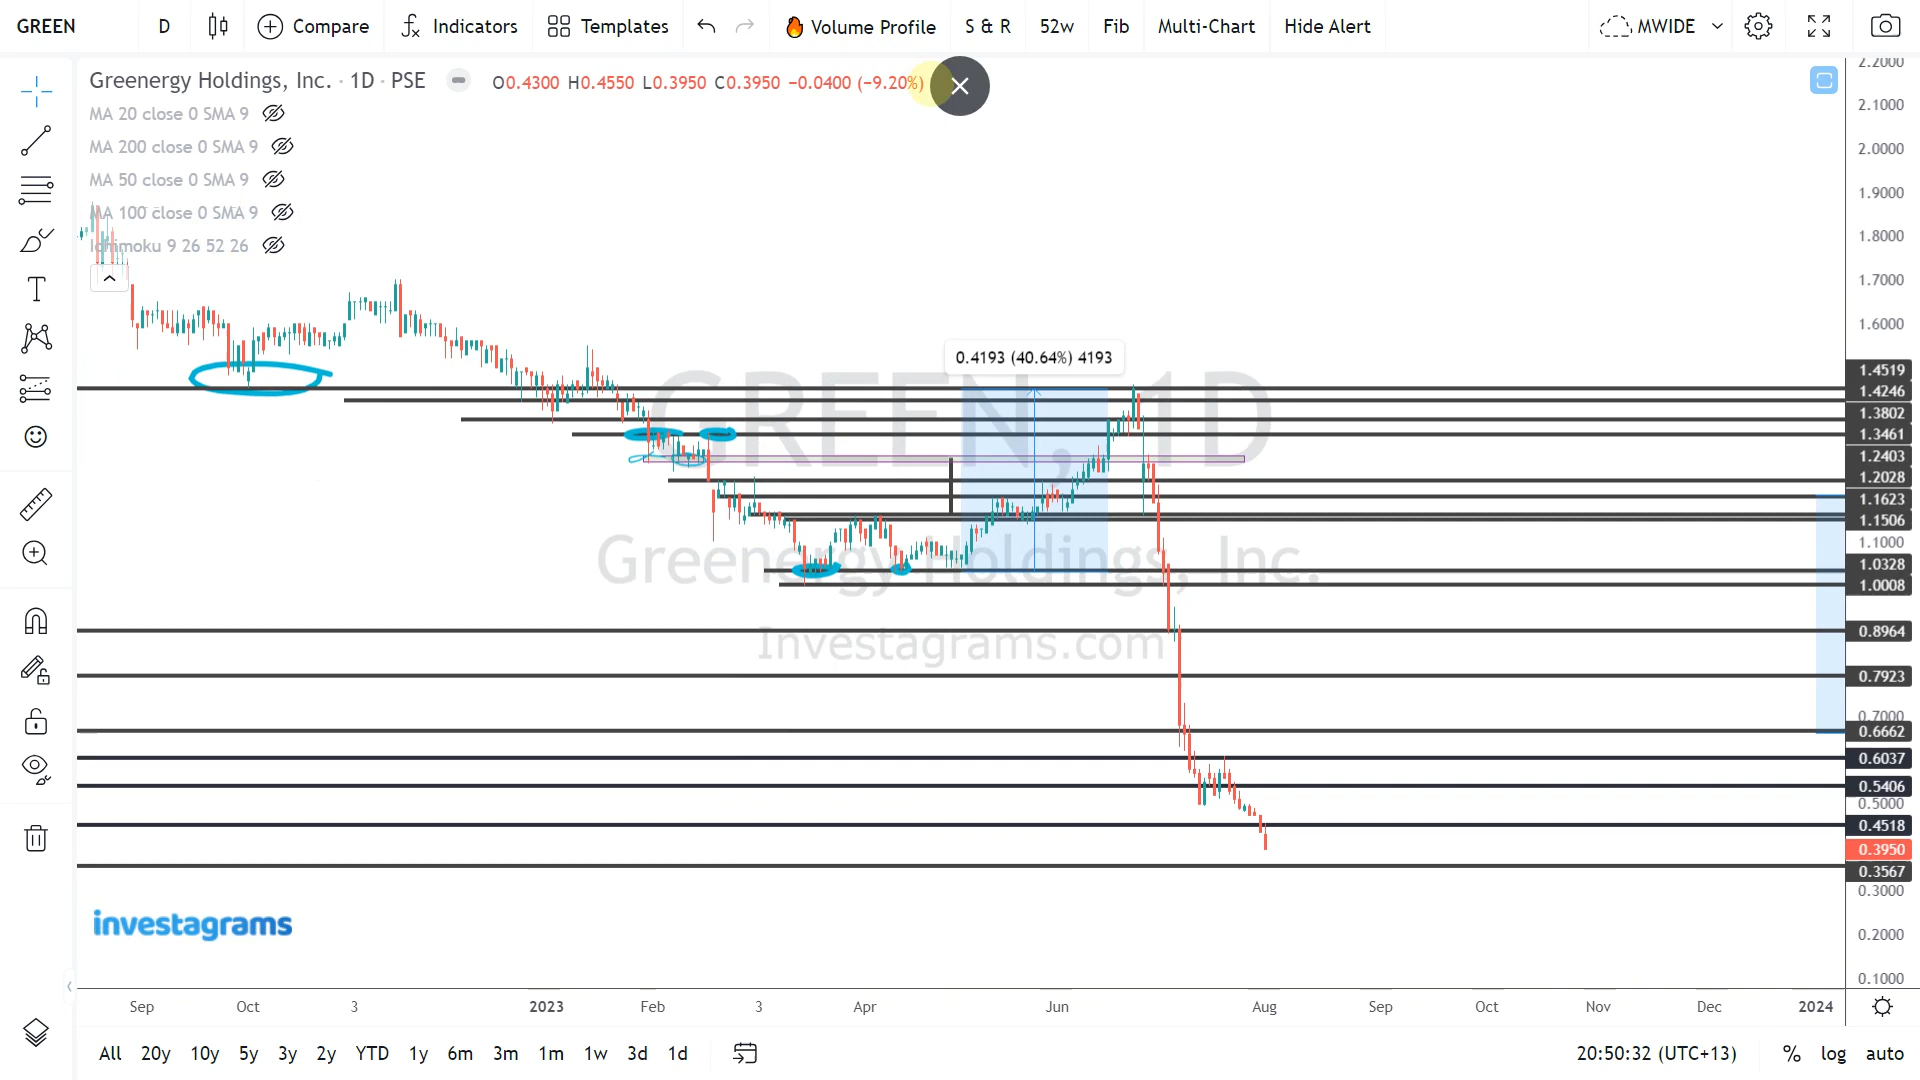 GREEN D Compare Indicators Templates Volume Profile S & R 52w Fib Multi-Chart Hide Alert MWIDE
Greenergy Holdings, Inc. · 1D · PSE O0.4300 H0.4550 L0.3950 C0.3950 −0.0400 (−9.20%)
MA 20 close 0 SMA 9
MA 200 close 0 SMA 9
MA 50 close 0 SMA 9
MA 100 close 0 SMA 9
Ichimoku 9 26 52 26
0.4193 (40.64%) 4193
GREEN, 1D
Greenergy Holdings, Inc.
Investagrams.com
2.2000
2.1000
2.0000
1.9000
1.8000
1.7000
1.6000
1.4519
1.4246
1.3802
1.3461
1.2403
1.2028
1.1623
1.1506
1.1000
1.0328
1.0008
0.8964
0.7923
0.7000
0.6662
0.6037
0.5406
0.5000
0.4518
0.3950
0.3567
0.3000
0.2000
0.1000
investagrams
Sep Oct 3 2023 Feb 3 Apr Jun Aug Sep Oct Nov Dec 2024
All 20y 10y 5y 3y 2y YTD 1y 6m 3m 1m 1w 3d 1d 20:50:32 (UTC+13) % log auto